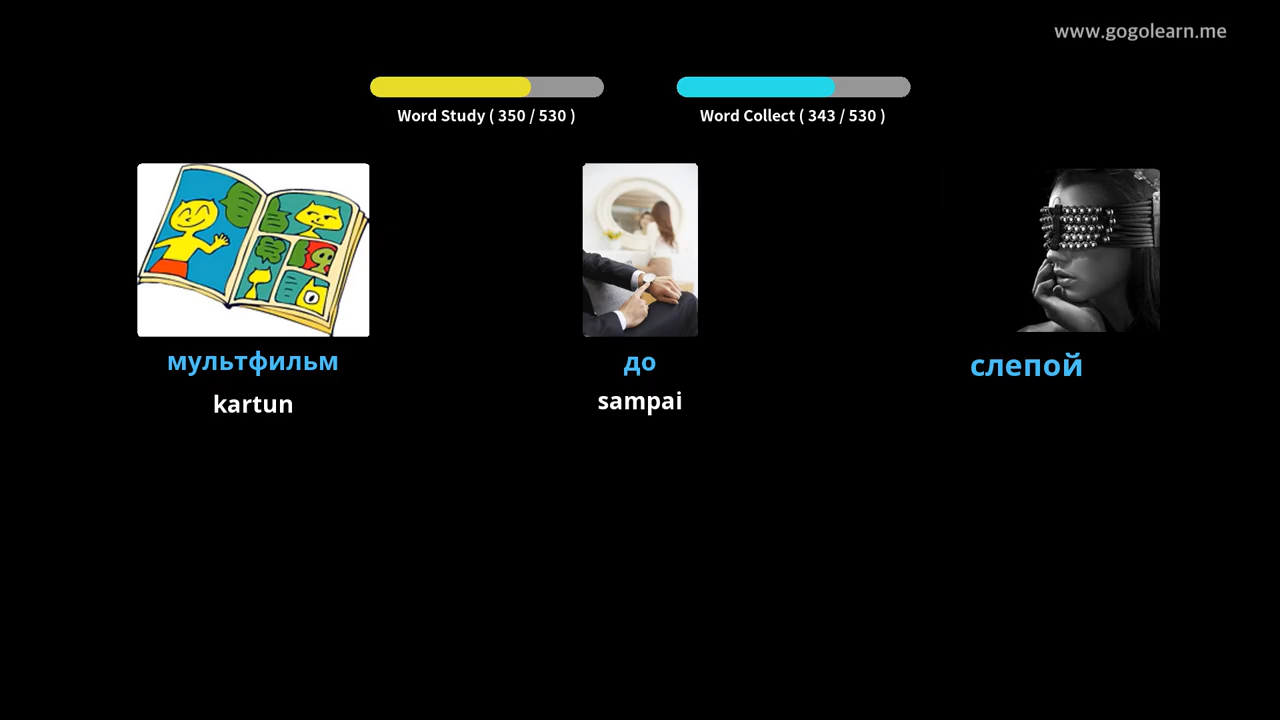 www.gogolearn.me
Word Study ( 350 / 530 )
Word Collect ( 343 / 530 )
мультфильм
kartun
до
sampai
слепой